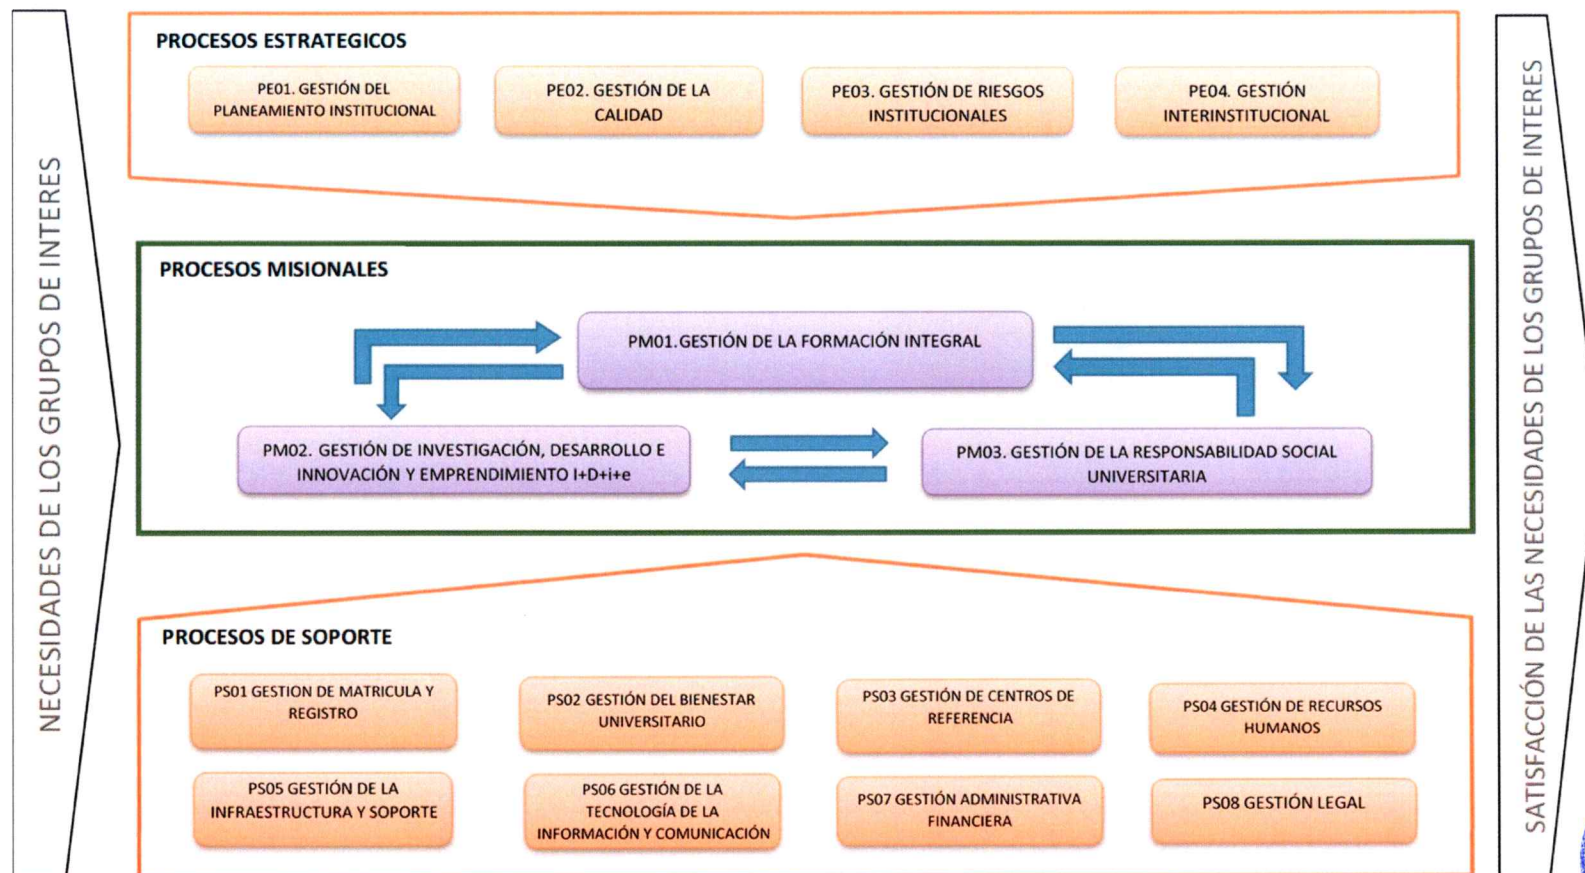 NECESIDADES DE LOS GRUPOS DE INTERES
PROCESOS ESTRATEGICOS
PE01. GESTIÓN DEL
PLANEAMIENTO INSTITUCIONAL
PE02. GESTIÓN DE LA
CALIDAD
PE03. GESTIÓN DE RIESGOS
INSTITUCIONALES
PE04. GESTIÓN
INTERINSTITUCIONAL
PROCESOS MISIONALES
PM01.GESTIÓN DE LA FORMACIÓN INTEGRAL
PM02. GESTIÓN DE INVESTIGACIÓN, DESARROLLO E
INNOVACIÓN Y EMPRENDIMIENTO I+D+i+e
PM03. GESTIÓN DE LA RESPONSABILIDAD SOCIAL
UNIVERSITARIA
PROCESOS DE SOPORTE
PS01 GESTION DE MATRICULA Y
REGISTRO
PS02 GESTIÓN DEL BIENESTAR
UNIVERSITARIO
PS03 GESTIÓN DE CENTROS DE
REFERENCIA
PS04 GESTIÓN DE RECURSOS
HUMANOS
PS05 GESTIÓN DE LA
INFRAESTRUCTURA Y SOPORTE
PS06 GESTIÓN DE LA
TECNOLOGÍA DE LA
INFORMACIÓN Y COMUNICACIÓN
PS07 GESTIÓN ADMINISTRATIVA
FINANCIERA
PS08 GESTIÓN LEGAL
SATISFACCIÓN DE LAS NECESIDADES DE LOS GRUPOS DE INTERES